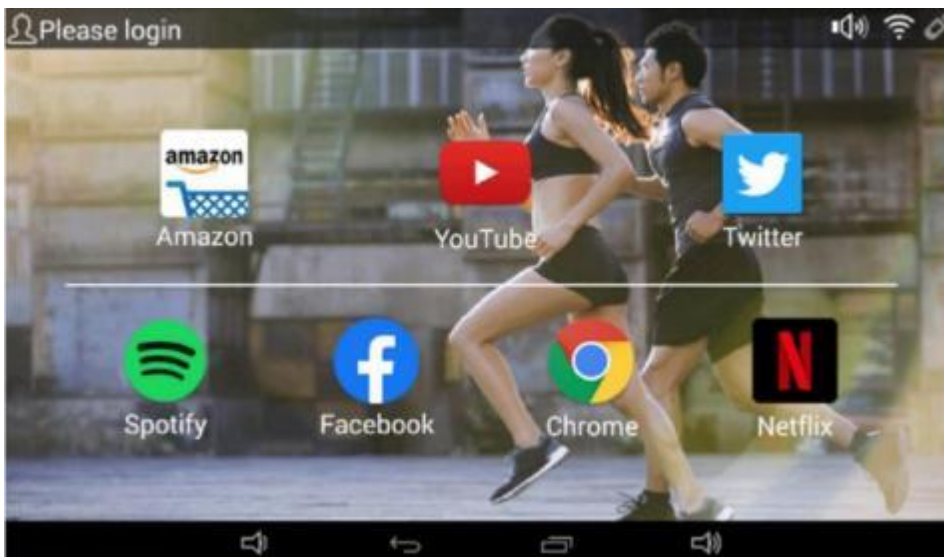 Please login
amazon
Amazon
YouTube
Twitter
Spotify
Facebook
Chrome
Netflix